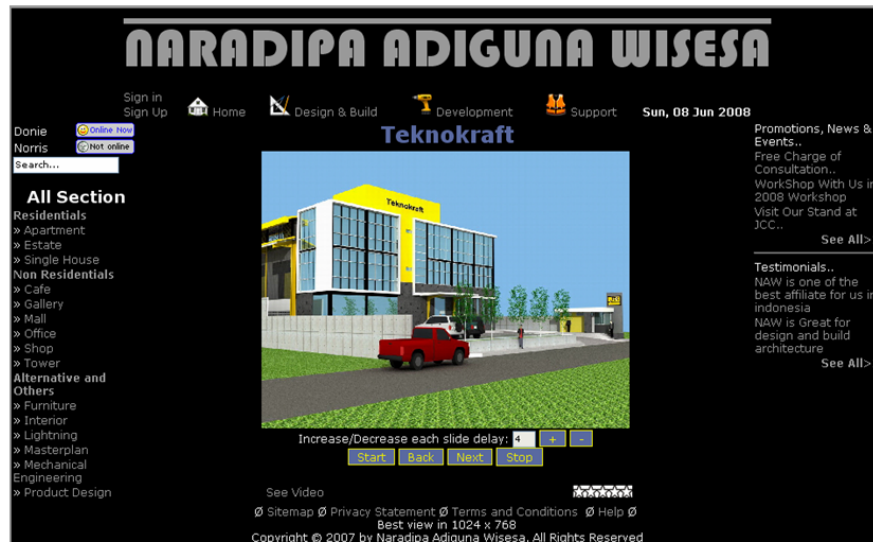 NARADIPA ADIGUNA WISESA
Sign in
Sign Up
Home
Design & Build
Development
Support
Sun, 08 Jun 2008
Donie
Online Now
Norris
Not online
Search...
All Section
Residentials
» Apartment
» Estate
» Single House
Non Residentials
» Cafe
» Gallery
» Mall
» Office
» Shop
» Tower
Alternative and
Others
» Furniture
» Interior
» Lightning
» Masterplan
» Mechanical
Engineering
» Product Design
Teknokraft
Teknokraft
Increase/Decrease each slide delay: 4 + -
Start Back Next Stop
See Video
Ø Sitemap Ø Privacy Statement Ø Terms and Conditions Ø Help Ø
Best view in 1024 x 768
Copyright © 2007 by Naradipa Adiguna Wisesa. All Rights Reserved
Promotions, News &
Events..
Free Charge of
Consultation..
WorkShop With Us in
2008 Workshop
Visit Our Stand at
JCC..
See All>
Testimonials..
NAW is one of the
best affiliate for us in
indonesia
NAW is Great for
design and build
architecture
See All>